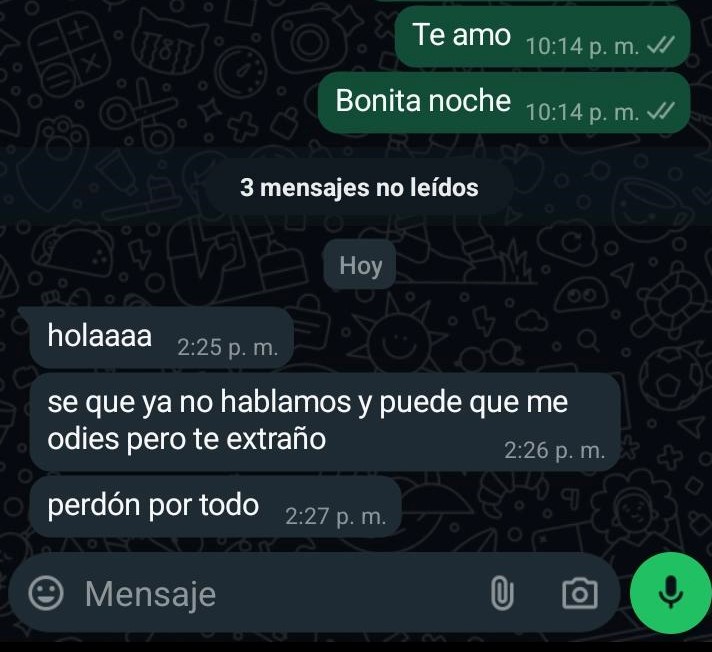 Te amo 10:14 p. m.
Bonita noche 10:14 p. m.
3 mensajes no leídos
Hoy
holaaaa 2:25 p. m.
se que ya no hablamos y puede que me
odies pero te extraño 2:26 p. m.
perdón por todo 2:27 p. m.
Mensaje